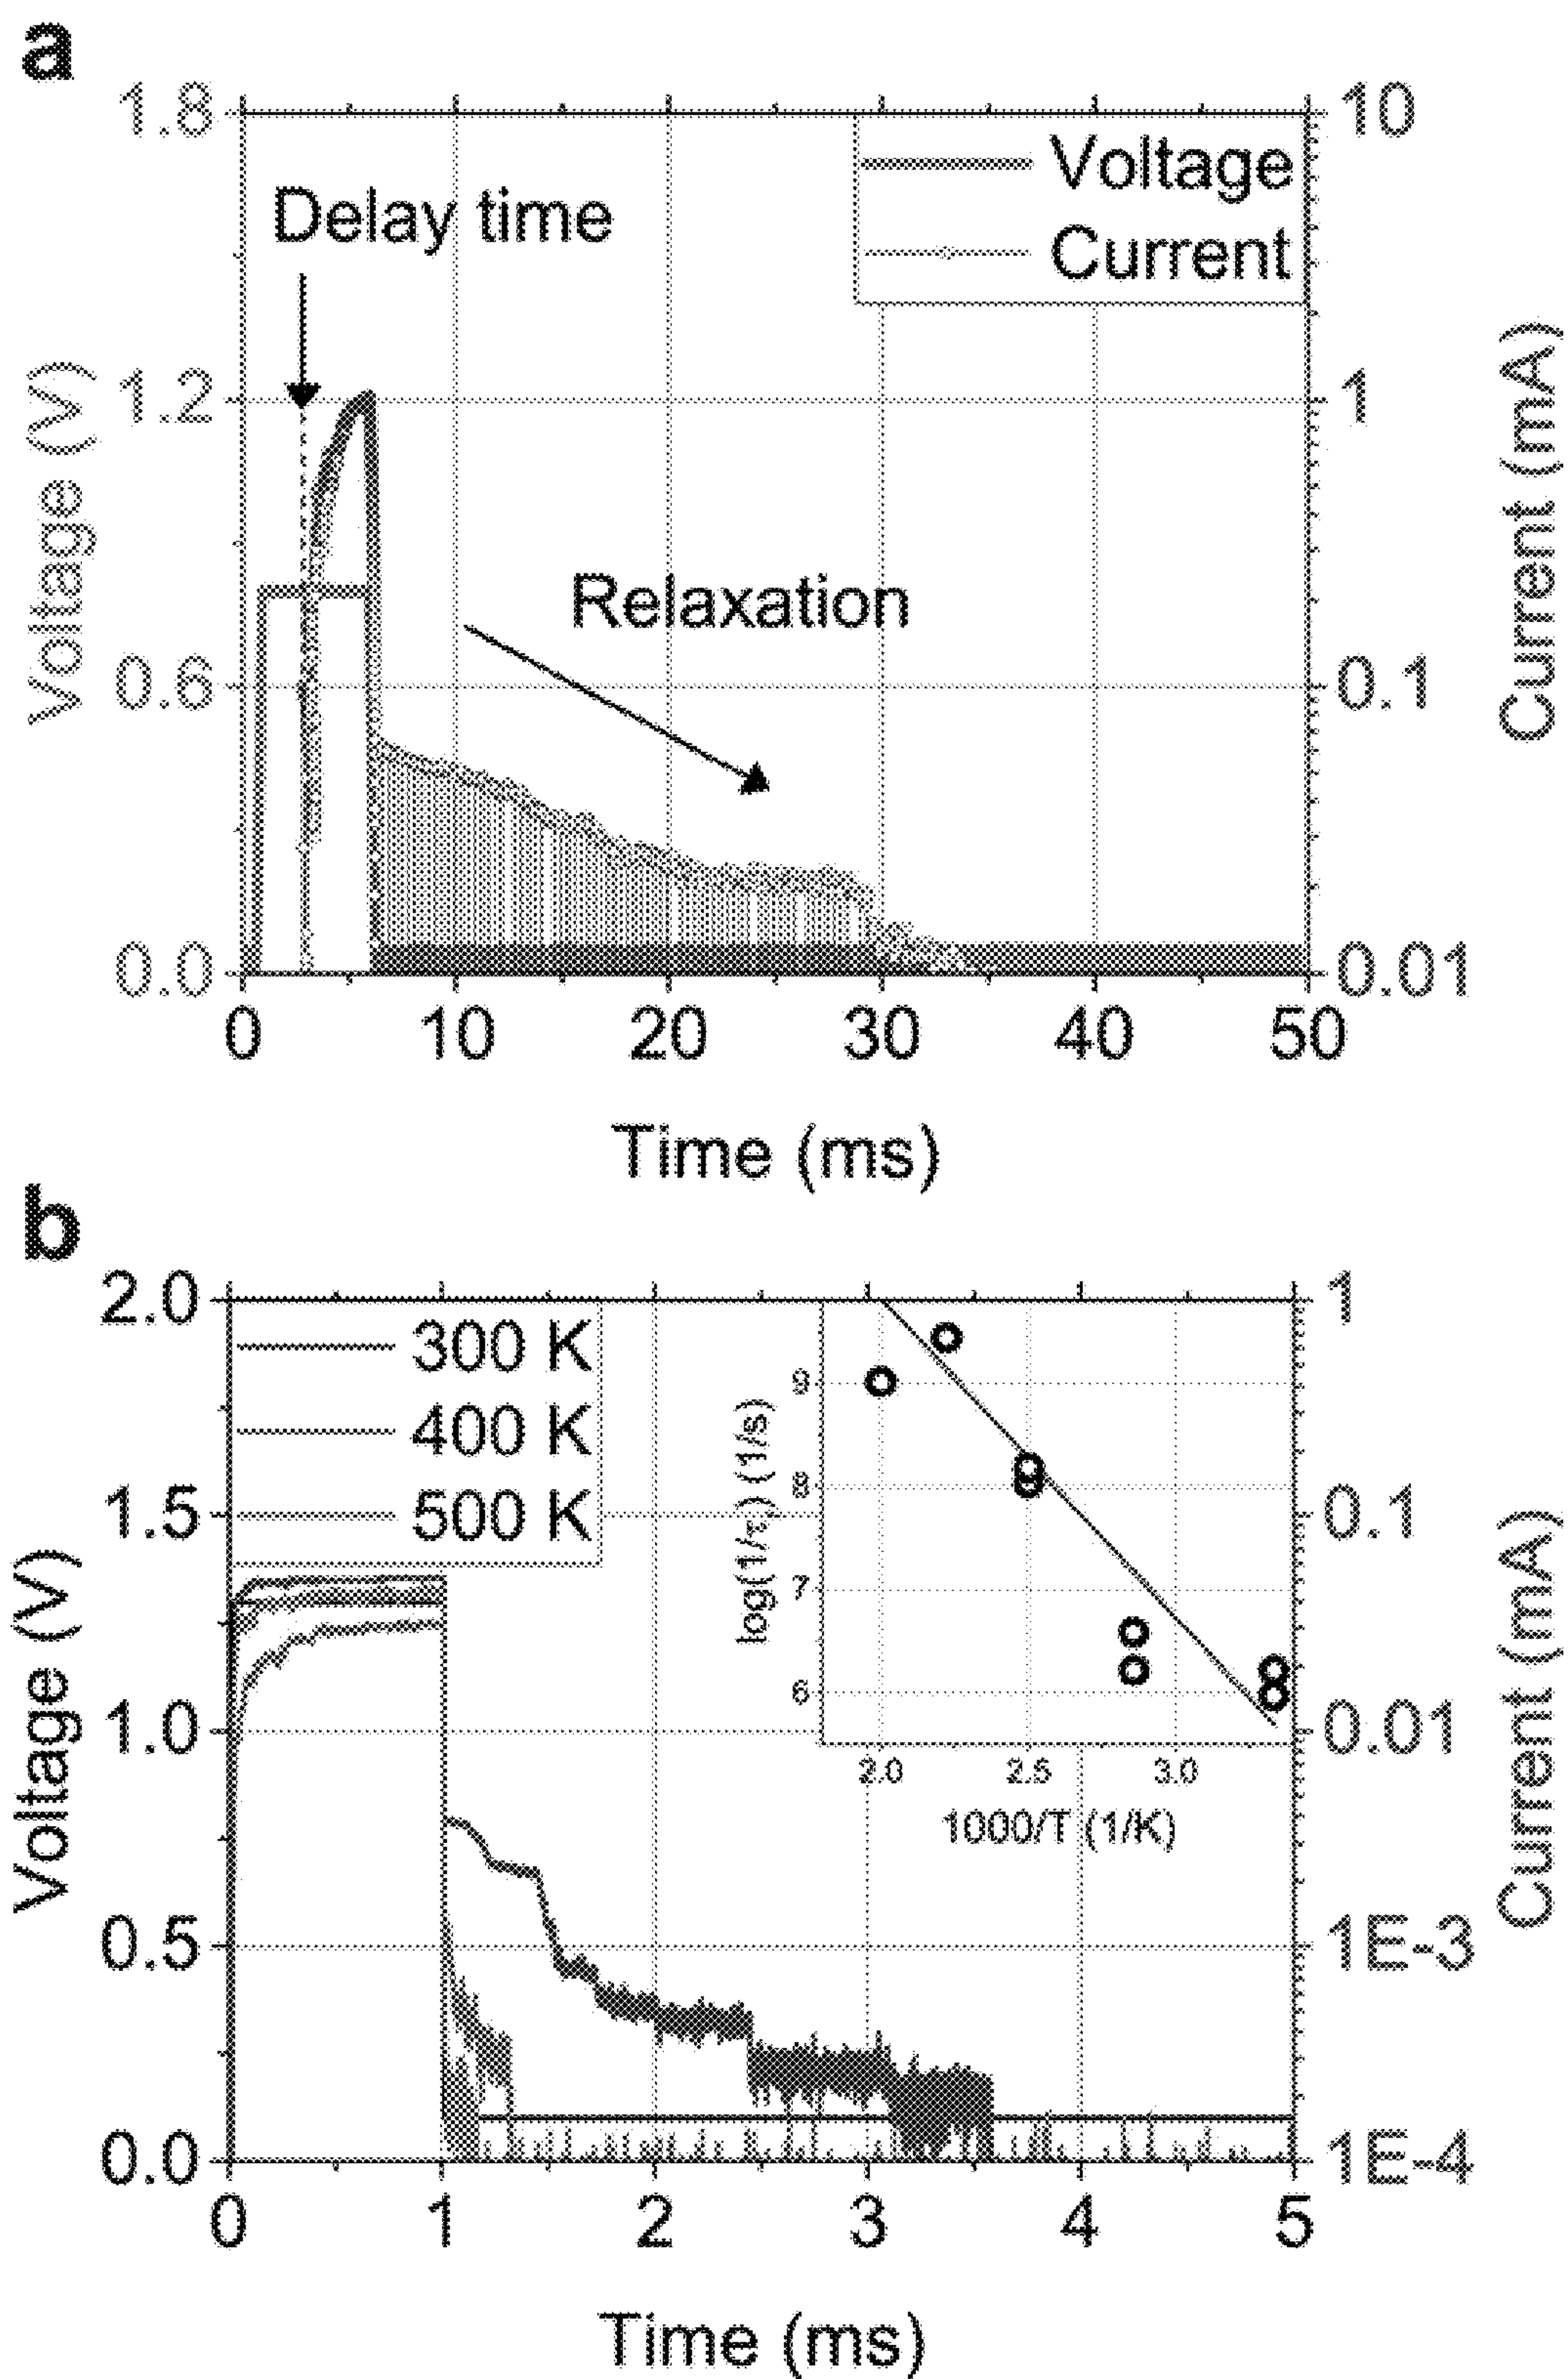 a
1.8
10
Voltage
Current
Delay time
1.2
1
Voltage (V)
Current (mA)
Relaxation
0.6
0.1
0.0
0.01
0 10 20 30 40 50
Time (ms)
b
2.0
1
300 K
400 K
500 K
9
8
7
6
log(1/τ) (1/s)
2.0 2.5 3.0
1000/T (1/K)
1.5
0.1
Voltage (V)
Current (mA)
1.0
0.01
0.5
1E-3
0.0
1E-4
0 1 2 3 4 5
Time (ms)